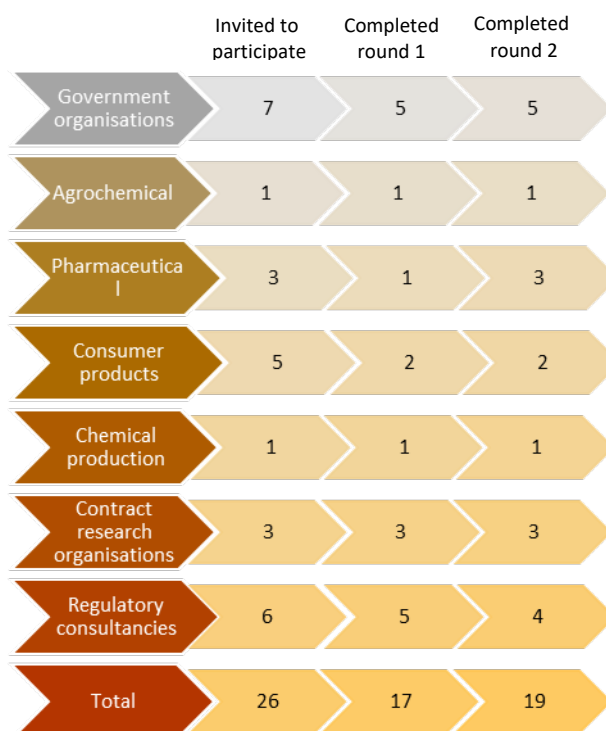 Invited to Completed Completed
participate round 1 round 2
Government
organisations
7 5 5
Agrochemical
1 1 1
Pharmaceutica
l
3 1 3
Consumer
products
5 2 2
Chemical
production
1 1 1
Contract
research
organisations
3 3 3
Regulatory
consultancies
6 5 4
Total
26 17 19